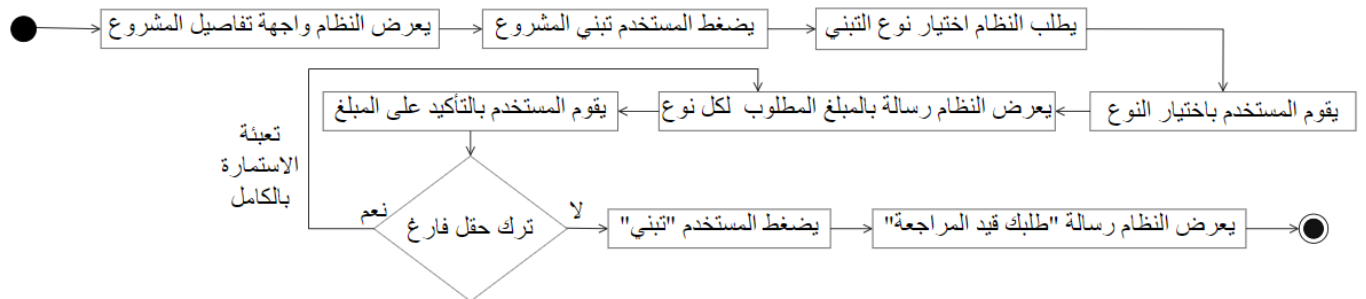 يعرض النظام واجهة تفاصيل المشروع
يضغط المستخدم تبني المشروع
يطلب النظام اختيار نوع التبني
يقوم المستخدم باختيار النوع
يعرض النظام رسالة بالمبلغ المطلوب لكل نوع
يقوم المستخدم بالتأكيد على المبلغ
تعبئة
الاستمارة
بالكامل
نعم
ترك حقل فارغ
لا
يضغط المستخدم "تبني"
يعرض النظام رسالة "طلبك قيد المراجعة"